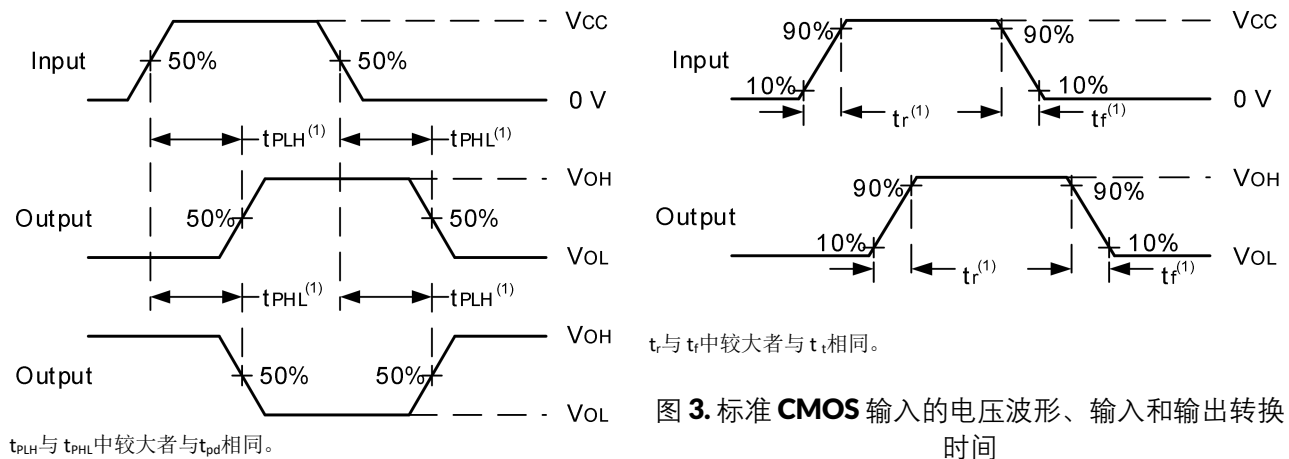 VCC
Input
50%
50%
0 V
tPLH(1)
tPHL(1)
VOH
Output
50%
50%
VOL
tPHL(1)
tPLH(1)
VOH
Output
50%
50%
VOL
tPLH与 tPHL中较大者与tpd相同。
VCC
90%
90%
Input
10%
10%
0 V
tr(1)
tf(1)
VOH
90%
90%
Output
10%
10%
VOL
tr(1)
tf(1)
tr与 tf中较大者与 t t相同。
图 3. 标准 CMOS 输入的电压波形、输入和输出转换
时间